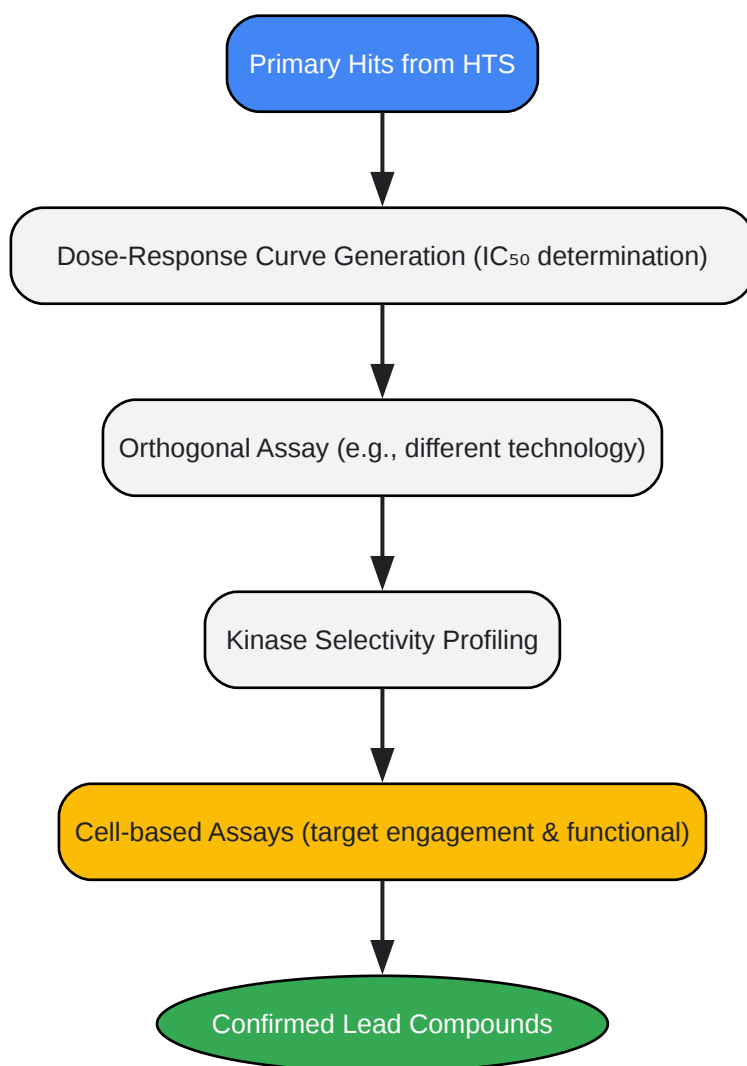 Primary Hits from HTS
Dose-Response Curve Generation (IC₅₀ determination)
Orthogonal Assay (e.g., different technology)
Kinase Selectivity Profiling
Cell-based Assays (target engagement & functional)
Confirmed Lead Compounds